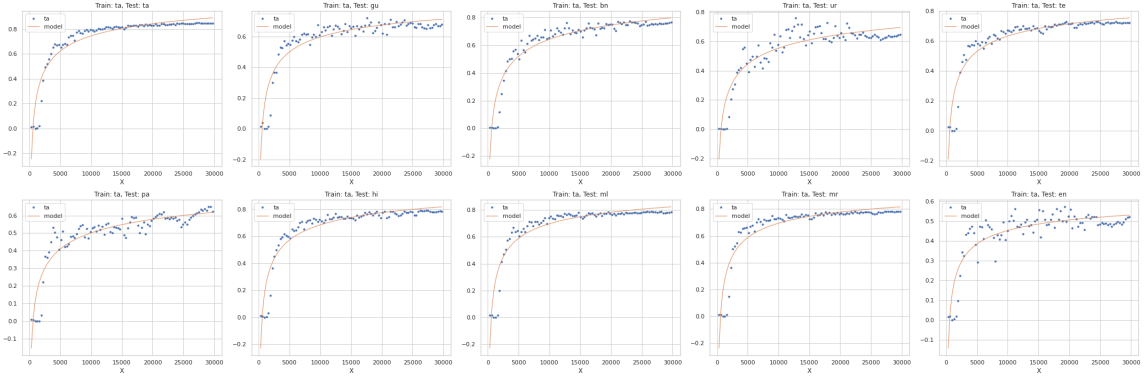 Train: ta, Test: ta
ta
model
0.8
0.6
0.4
0.2
0.0
−0.2
0 5000 10000 15000 20000 25000 30000
X
Train: ta, Test: gu
ta
model
0.6
0.4
0.2
0.0
−0.2
0 5000 10000 15000 20000 25000 30000
X
Train: ta, Test: bn
ta
model
0.8
0.6
0.4
0.2
0.0
−0.2
0 5000 10000 15000 20000 25000 30000
X
Train: ta, Test: ur
ta
model
0.8
0.6
0.4
0.2
0.0
−0.2
0 5000 10000 15000 20000 25000 30000
X
Train: ta, Test: te
ta
model
0.8
0.6
0.4
0.2
0.0
−0.2
0 5000 10000 15000 20000 25000 30000
X
Train: ta, Test: pa
ta
model
0.6
0.5
0.4
0.3
0.2
0.1
0.0
−0.1
0 5000 10000 15000 20000 25000 30000
X
Train: ta, Test: hi
ta
model
0.8
0.6
0.4
0.2
0.0
−0.2
0 5000 10000 15000 20000 25000 30000
X
Train: ta, Test: ml
ta
model
0.8
0.6
0.4
0.2
0.0
−0.2
0 5000 10000 15000 20000 25000 30000
X
Train: ta, Test: mr
ta
model
0.8
0.6
0.4
0.2
0.0
−0.2
0 5000 10000 15000 20000 25000 30000
X
Train: ta, Test: en
ta
model
0.6
0.5
0.4
0.3
0.2
0.1
0.0
−0.1
0 5000 10000 15000 20000 25000 30000
X